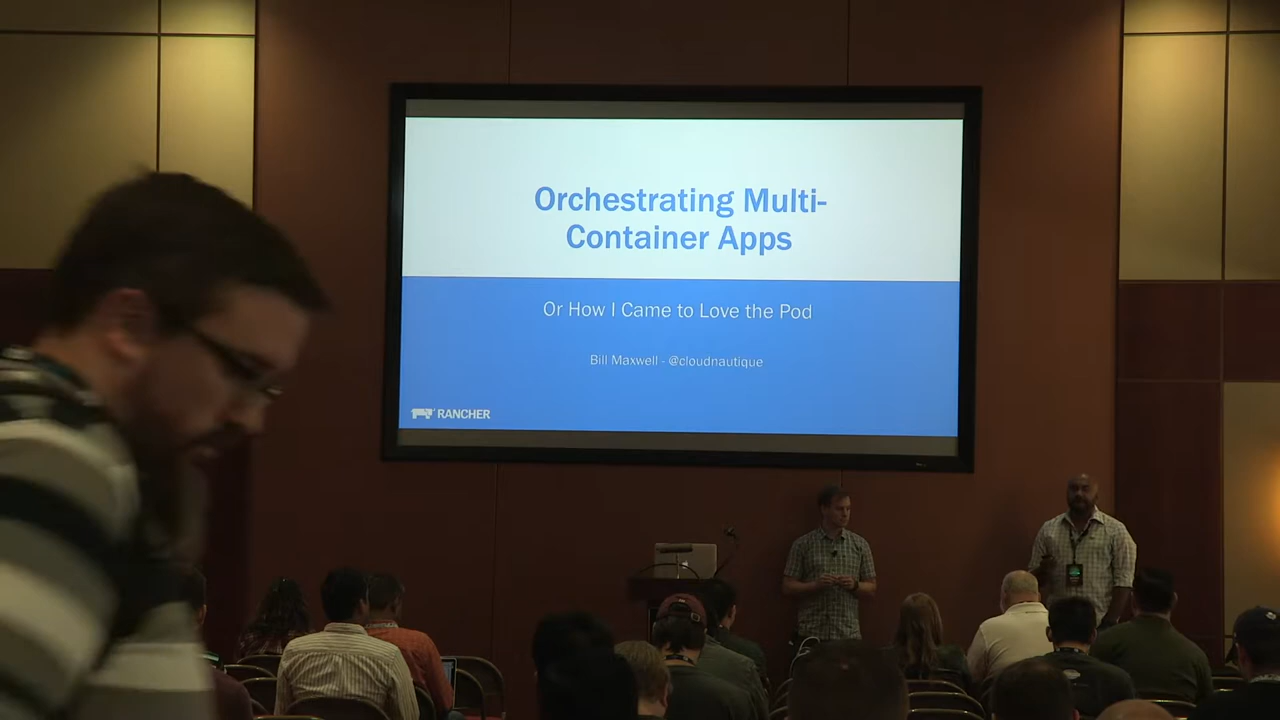 Orchestrating Multi-
Container Apps
Or How I Came to Love the Pod
Bill Maxwell - @cloudnautique
RANCHER